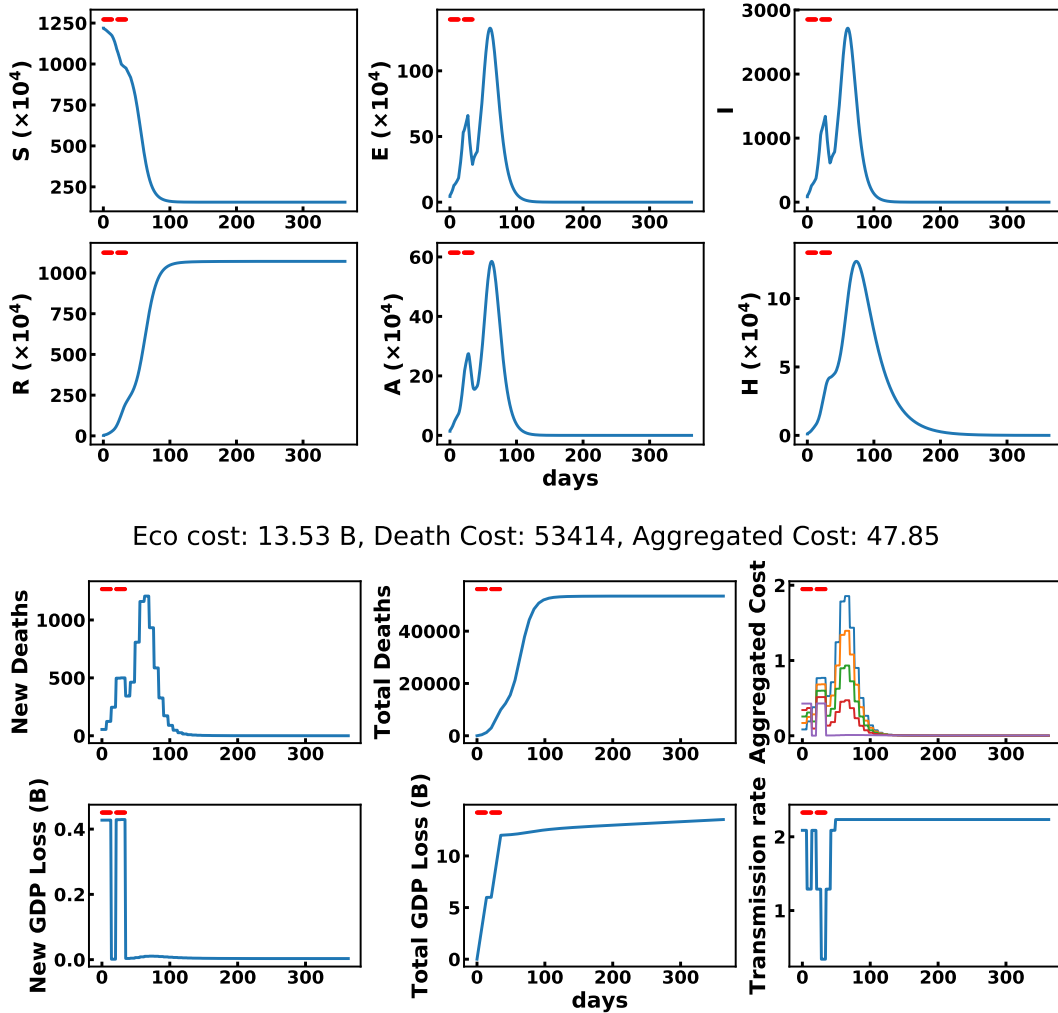 S (×10⁴)
1250
1000
750
500
250
0 100 200 300
E (×10⁴)
100
50
0
0 100 200 300
I
3000
2000
1000
0
0 100 200 300
R (×10⁴)
1000
750
500
250
0
0 100 200 300
A (×10⁴)
60
40
20
0
0 100 200 300
days
H (×10⁴)
10
5
0
0 100 200 300
Eco cost: 13.53 B, Death Cost: 53414, Aggregated Cost: 47.85
New Deaths
1000
500
0
0 100 200 300
Total Deaths
40000
20000
0
0 100 200 300
Aggregated Cost
2
1
0
0 100 200 300
New GDP Loss (B)
0.4
0.2
0.0
0 100 200 300
Total GDP Loss (B)
10
5
0
0 100 200 300
days
Transmission rate
2
1
0 100 200 300